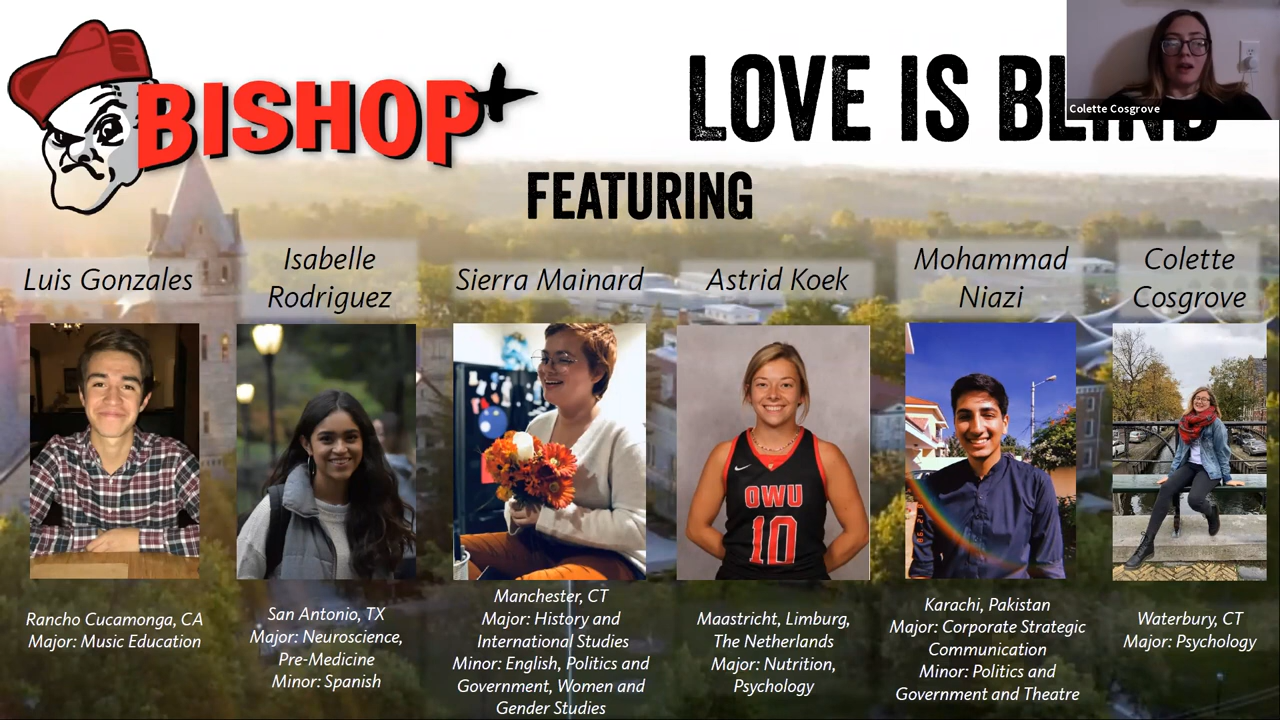 BISHOP+
LOVE IS BLIND
Colette Cosgrove
FEATURING
Luis Gonzales
Isabelle
Rodriguez
Sierra Mainard
Astrid Koek
Mohammad
Niazi
Colette
Cosgrove
OWU
10
Rancho Cucamonga, CA
Major: Music Education
San Antonio, TX
Major: Neuroscience,
Pre-Medicine
Minor: Spanish
Manchester, CT
Major: History and
International Studies
Minor: English, Politics and
Government, Women and
Gender Studies
Maastricht, Limburg,
The Netherlands
Major: Nutrition,
Psychology
Karachi, Pakistan
Major: Corporate Strategic
Communication
Minor: Politics and
Government and Theatre
Waterbury, CT
Major: Psychology